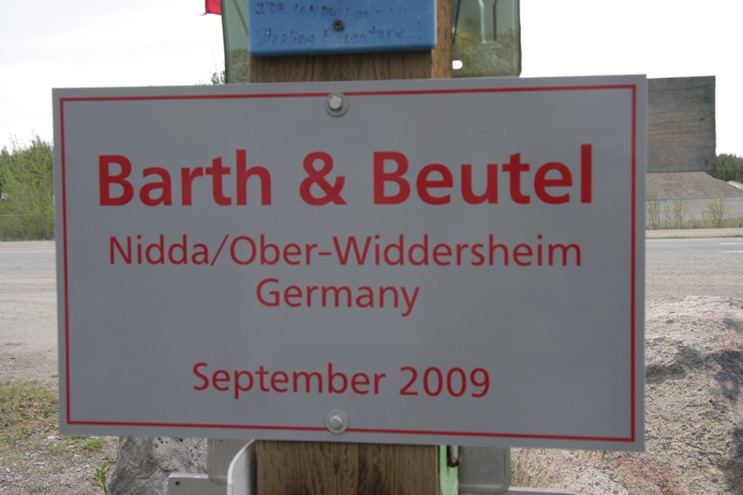 Barth & Beutel
Nidda/Ober-Widdersheim
Germany
September 2009